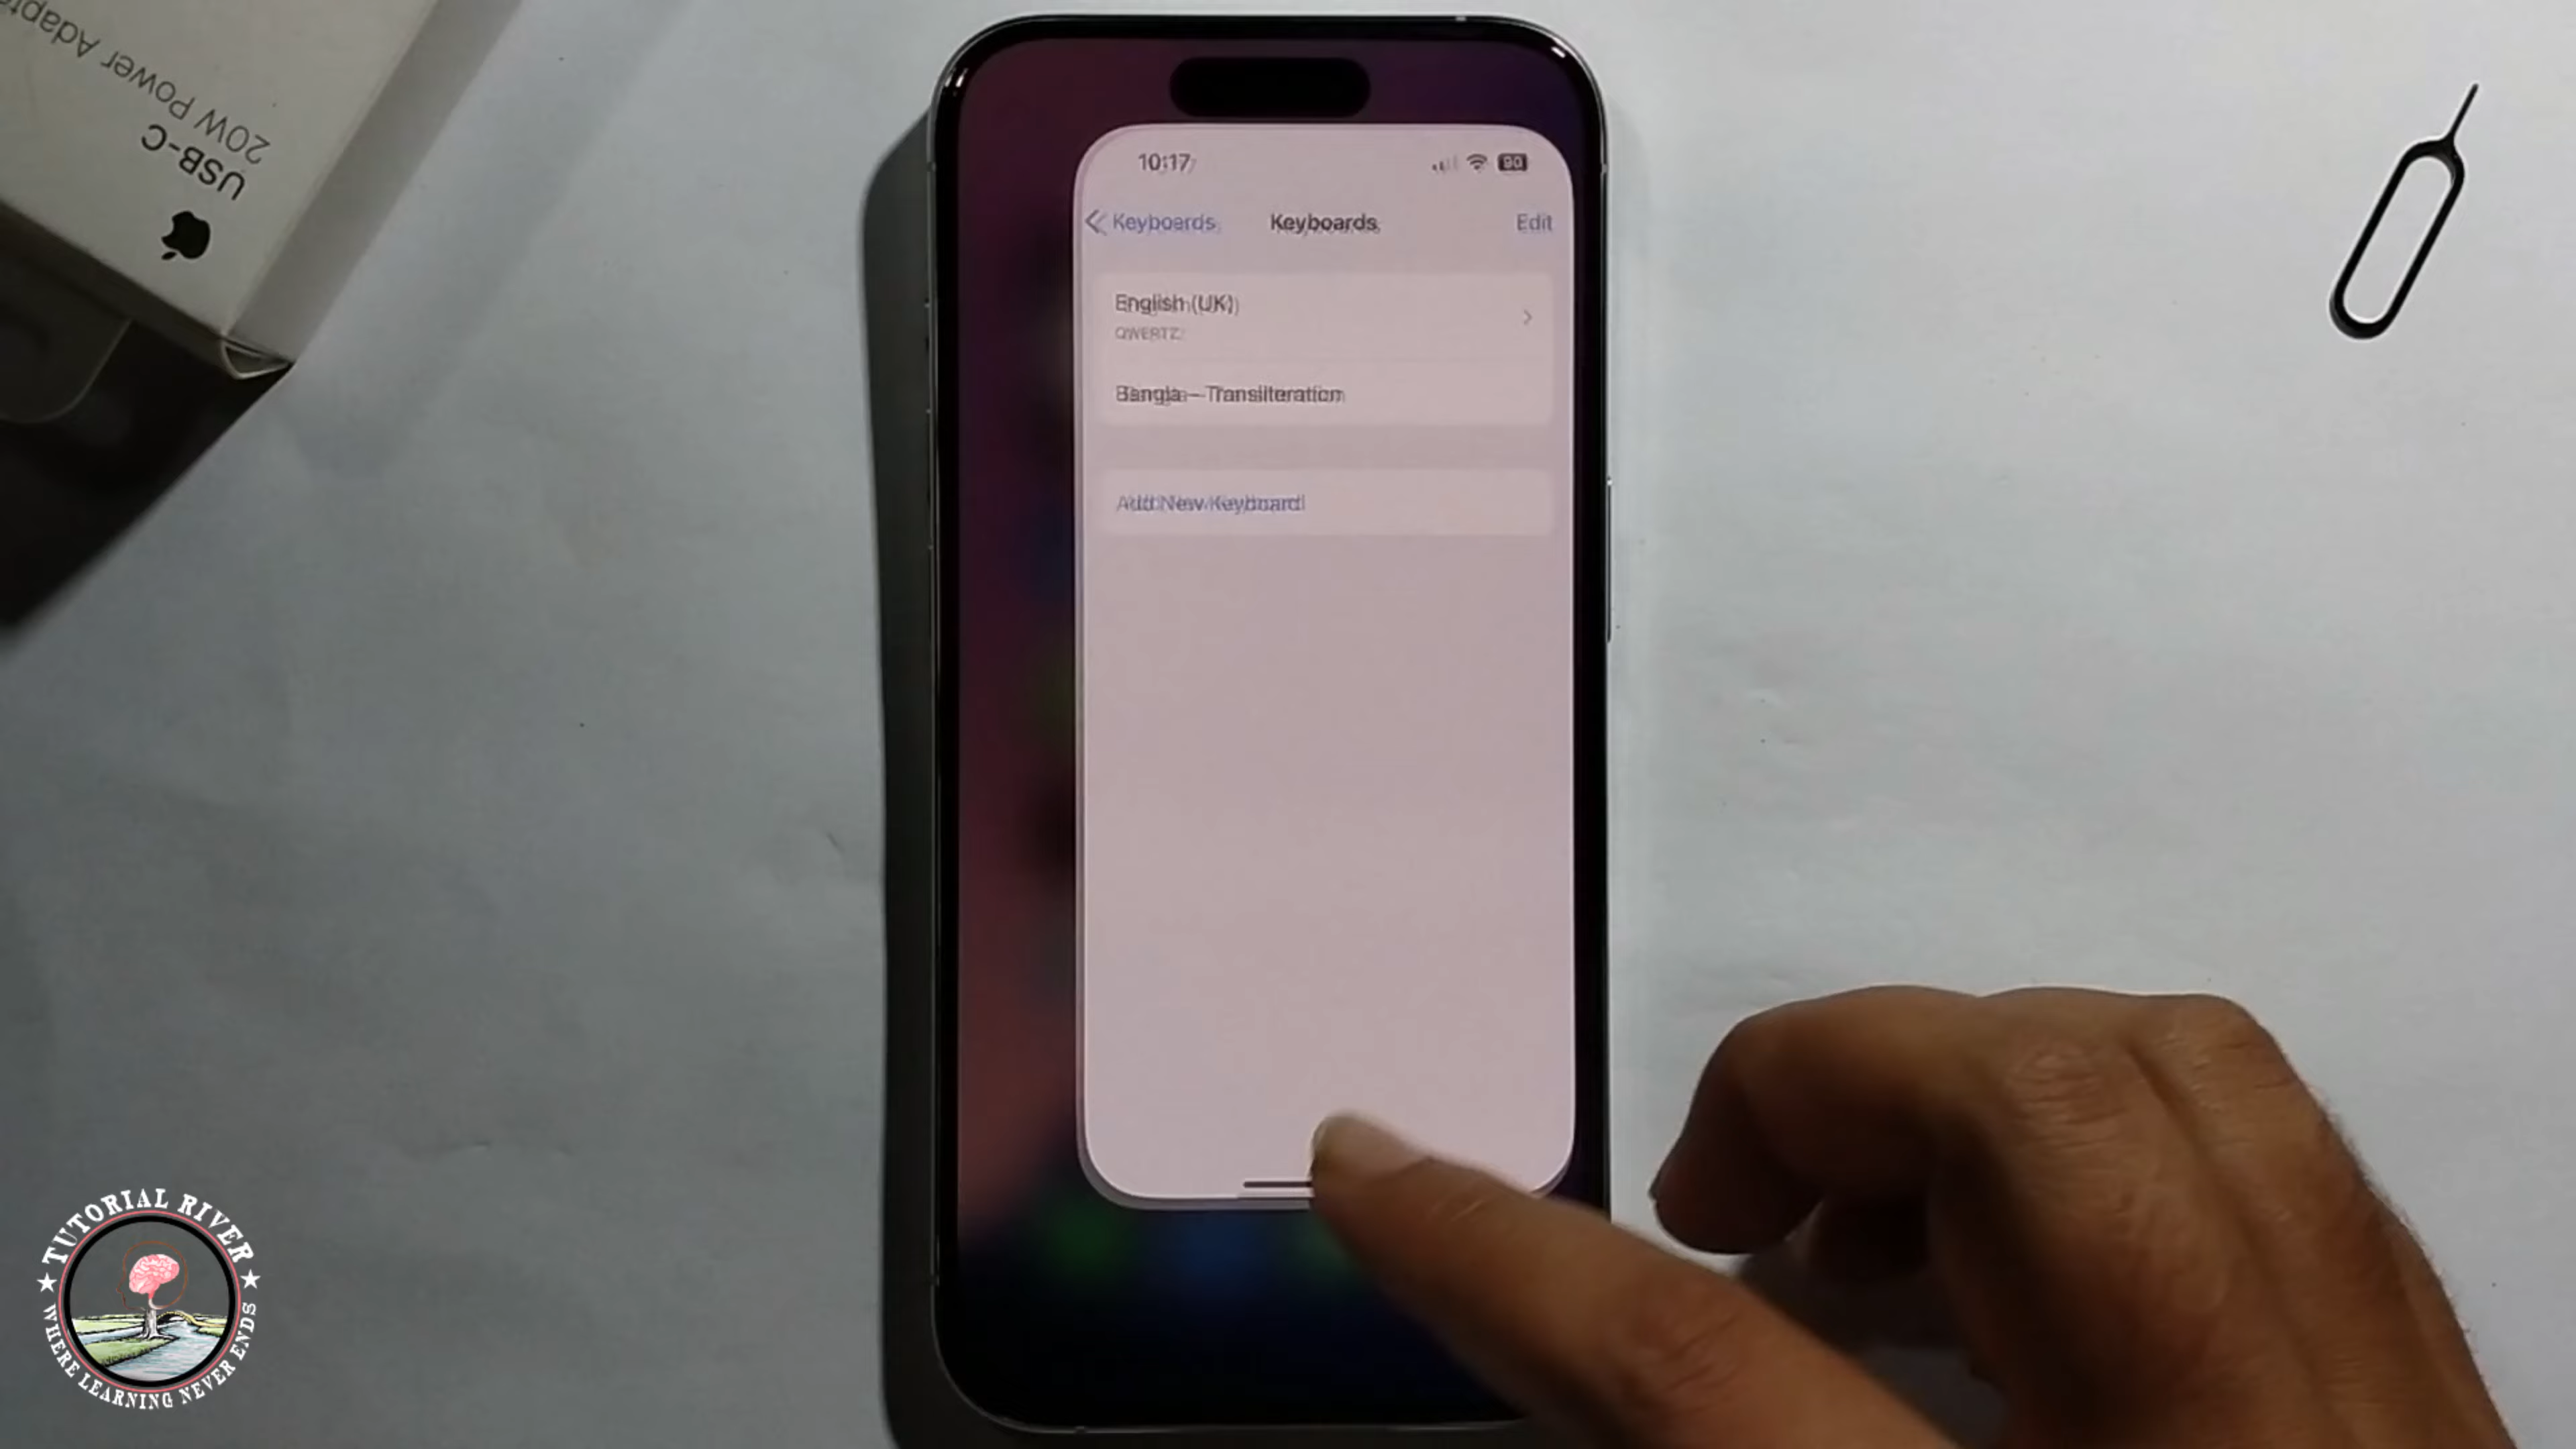 USB-C
20W Power Adapt
10:17
90
Keyboards
Keyboards
Edit
English (UK)
QWERTZ
Bangla – Transliteration
Add New Keyboard
TUTORIAL RIVER
WHERE LEARNING NEVER ENDS